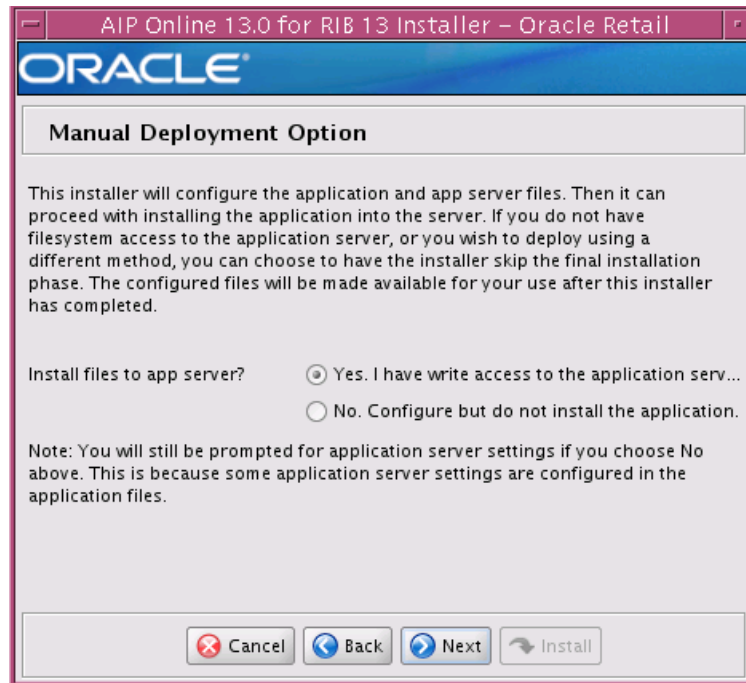 AIP Online 13.0 for RIB 13 Installer – Oracle Retail
ORACLE®
Manual Deployment Option
This installer will configure the application and app server files. Then it can
proceed with installing the application into the server. If you do not have
filesystem access to the application server, or you wish to deploy using a
different method, you can choose to have the installer skip the final installation
phase. The configured files will be made available for your use after this installer
has completed.
Install files to app server?
Yes. I have write access to the application serv...
No. Configure but do not install the application.
Note: You will still be prompted for application server settings if you choose No
above. This is because some application server settings are configured in the
application files.
Cancel Back Next Install